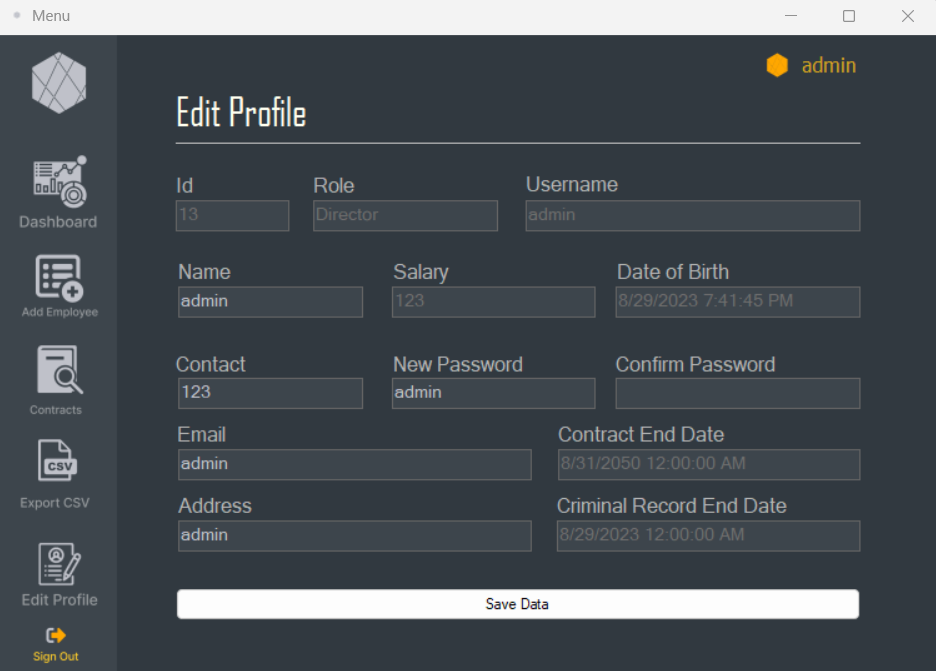 Menu
admin
Edit Profile
Id Role Username
13 Director admin
Name Salary Date of Birth
admin 123 8/29/2023 7:41:45 PM
Contact New Password Confirm Password
123 admin
Email Contract End Date
admin 8/31/2050 12:00:00 AM
Address Criminal Record End Date
admin 8/29/2023 12:00:00 AM
Save Data
Dashboard
Add Employee
Contracts
CSV
Export CSV
Edit Profile
Sign Out